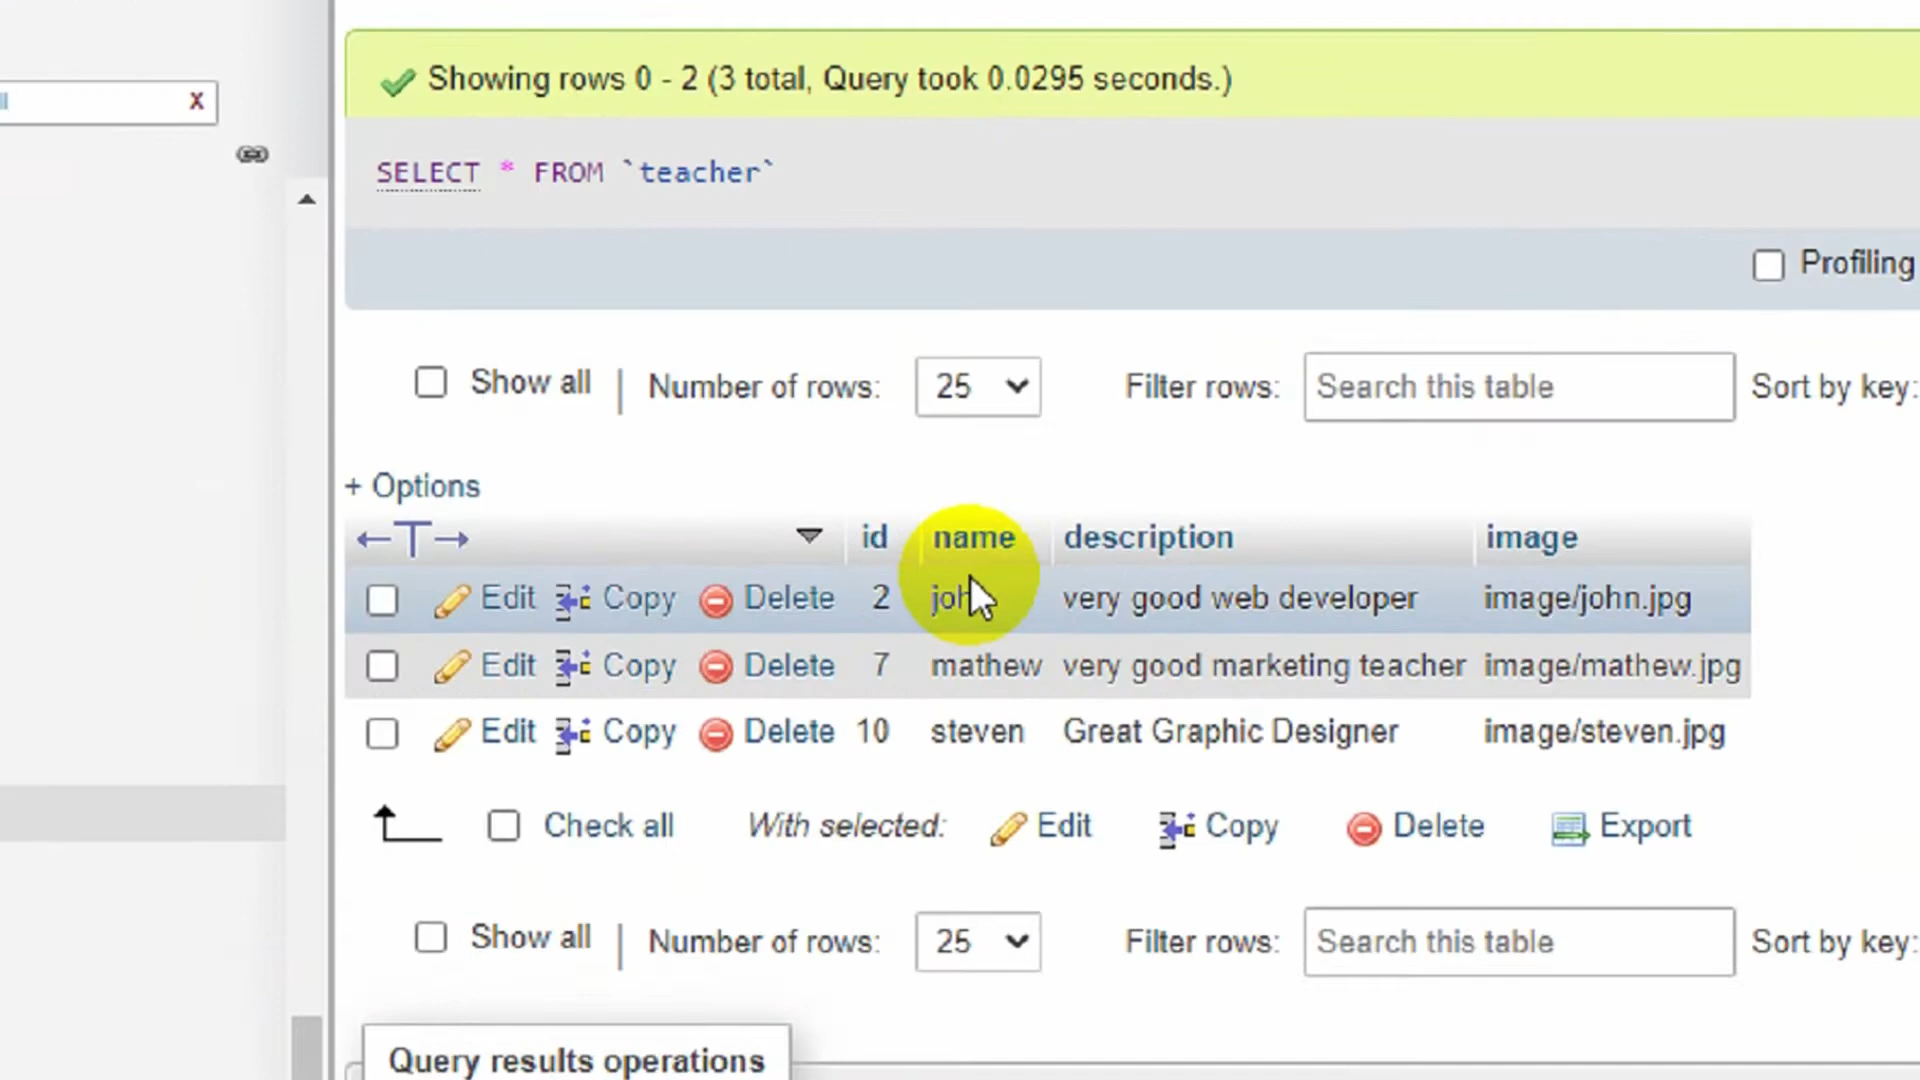 Showing rows 0 - 2 (3 total, Query took 0.0295 seconds.)
x
SELECT * FROM `teacher`
Profiling
Show all | Number of rows: 25 Filter rows: Search this table Sort by key:
+ Options
←T→ id name description image
Edit Copy Delete 2 very good web developer image/john.jpg
Edit Copy Delete 7 mathew very good marketing teacher image/mathew.jpg
Edit Copy Delete 10 steven Great Graphic Designer image/steven.jpg
Check all With selected: Edit Copy Delete Export
Show all | Number of rows: 25 Filter rows: Search this table Sort by key:
Query results operations